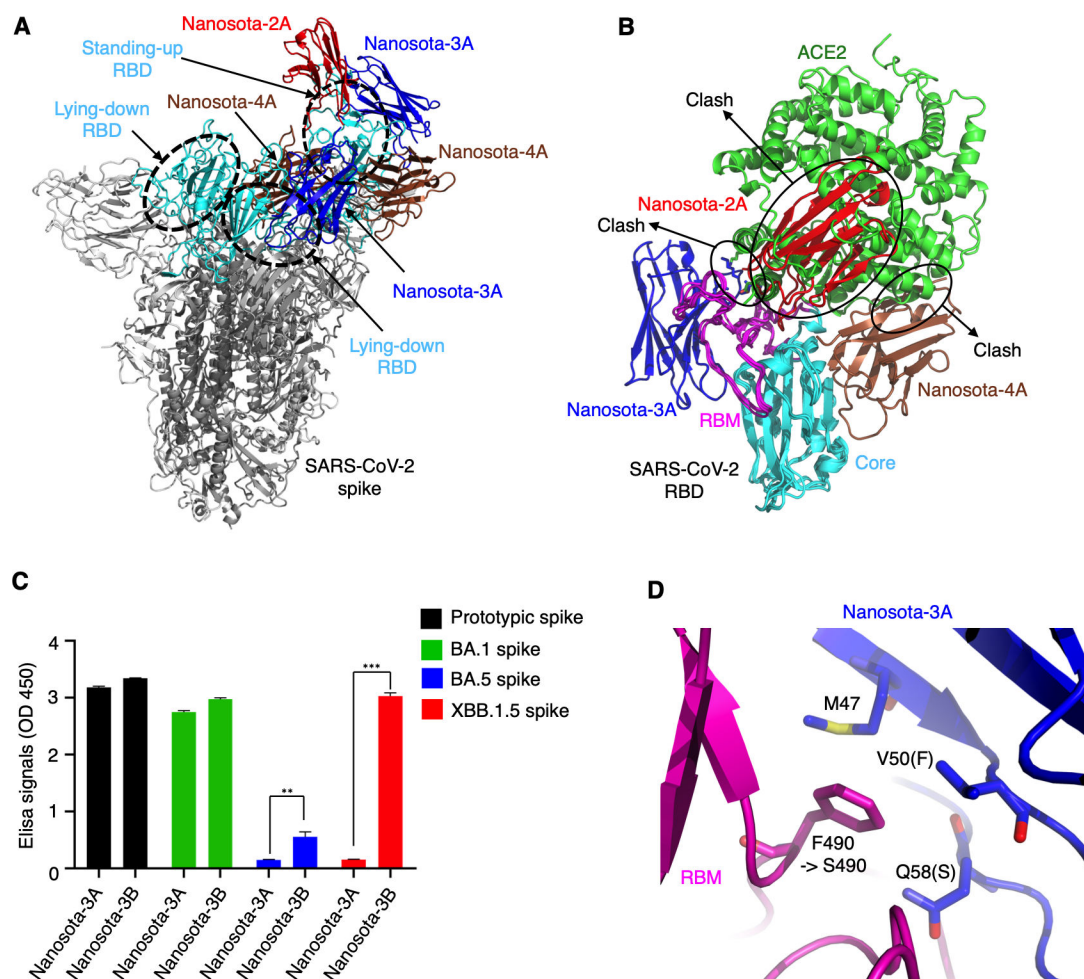 A
Nanosota-2A
Standing-up
RBD
Nanosota-3A
Lying-down
RBD
Nanosota-4A
Nanosota-4A
Nanosota-3A
Lying-down
RBD
SARS-CoV-2
spike
B
ACE2
Clash
Nanosota-2A
Clash
Clash
Nanosota-4A
Nanosota-3A
RBM
SARS-CoV-2
RBD
Core
C
Prototypic spike
BA.1 spike
BA.5 spike
XBB.1.5 spike
Elisa signals (OD 450)
4
3
2
1
0
**
***
Nanosota-3A
Nanosota-3B
Nanosota-3A
Nanosota-3B
Nanosota-3A
Nanosota-3B
Nanosota-3A
Nanosota-3B
D
Nanosota-3A
M47
V50(F)
F490
-> S490
Q58(S)
RBM